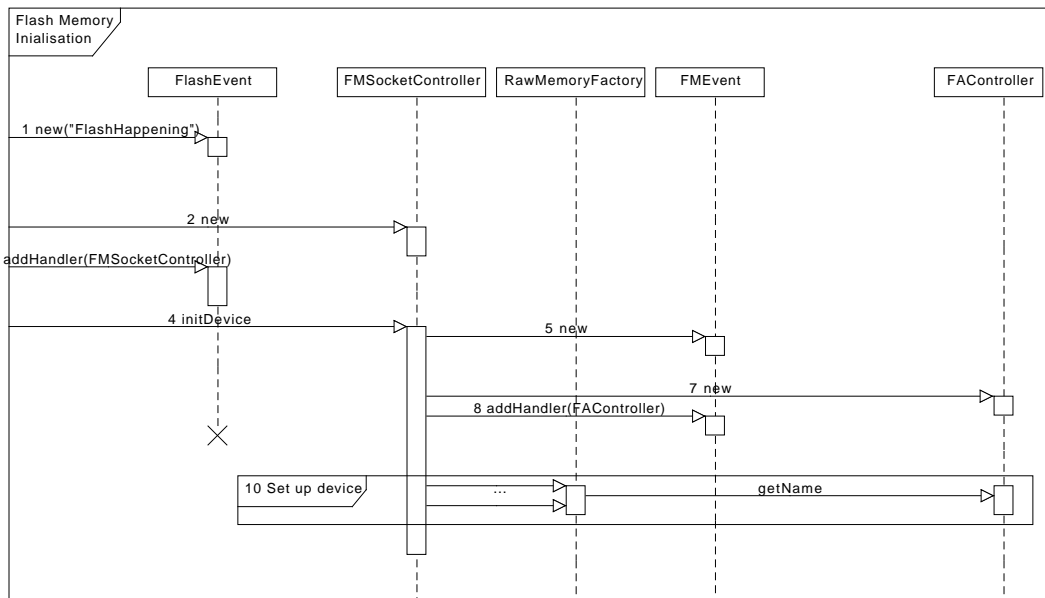 Flash Memory
Inialisation
FlashEvent
FMSocketController
RawMemoryFactory
FMEvent
FAController
1 new("FlashHappening")
2 new
addHandler(FMSocketController)
4 initDevice
5 new
7 new
8 addHandler(FAController)
10 Set up device
...
getName